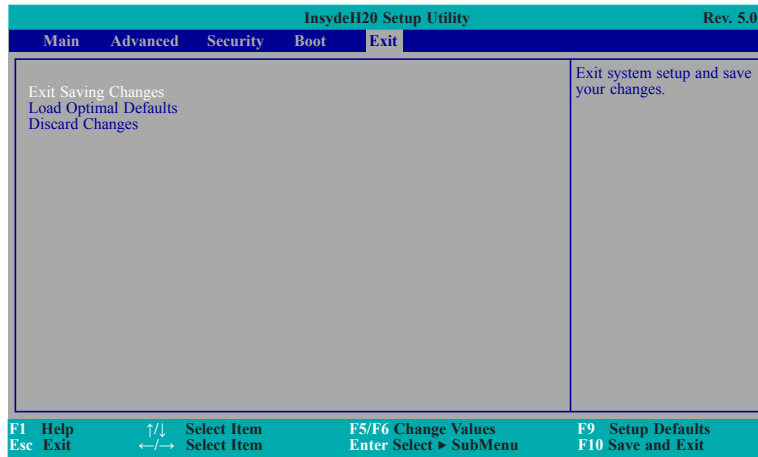 InsydeH20 Setup Utility Rev. 5.0
Main Advanced Security Boot Exit
Exit Saving Changes
Load Optimal Defaults
Discard Changes
Exit system setup and save
your changes.
F1 Help ↑/↓ Select Item F5/F6 Change Values F9 Setup Defaults
Esc Exit ←/→ Select Item Enter Select ► SubMenu F10 Save and Exit